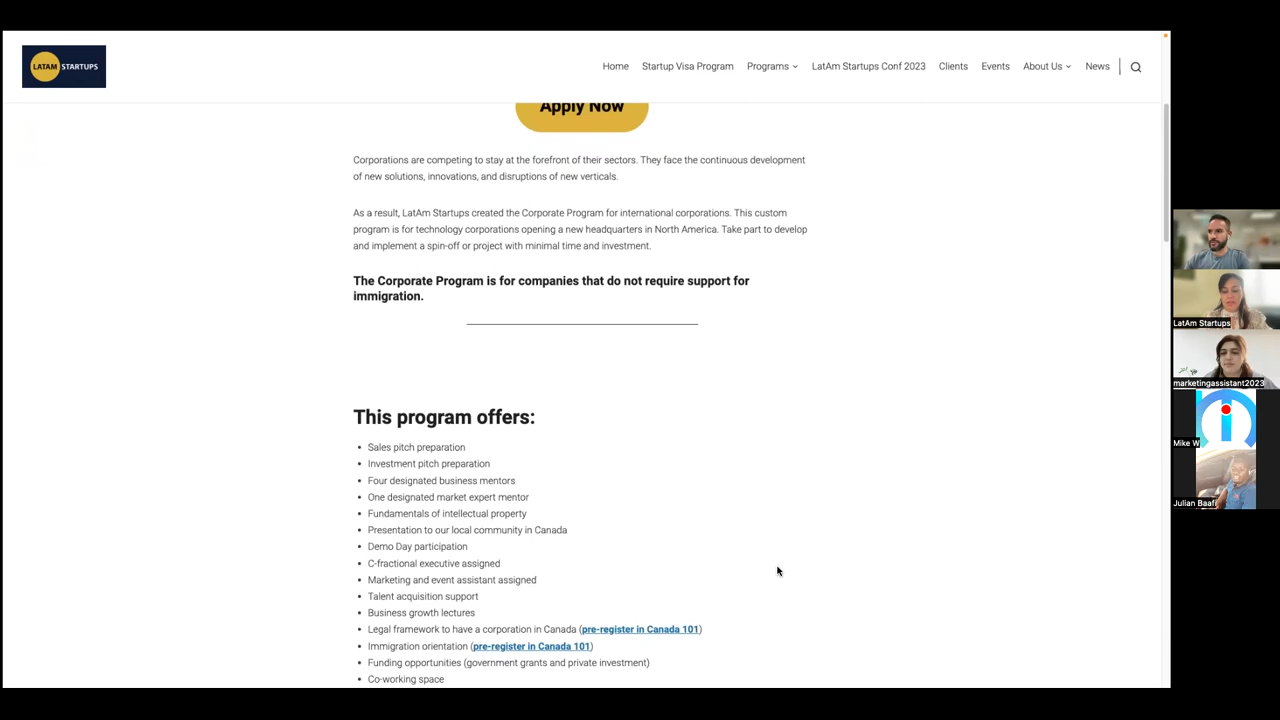 LATAM STARTUPS
Home
Startup Visa Program
Programs
LatAm Startups Conf 2023
Clients
Events
About Us
News
Apply Now
Corporations are competing to stay at the forefront of their sectors. They face the continuous development
of new solutions, innovations, and disruptions of new verticals.
As a result, LatAm Startups created the Corporate Program for international corporations. This custom
program is for technology corporations opening a new headquarters in North America. Take part to develop
and implement a spin-off or project with minimal time and investment.
The Corporate Program is for companies that do not require support for
immigration.
This program offers:
• Sales pitch preparation
• Investment pitch preparation
• Four designated business mentors
• One designated market expert mentor
• Fundamentals of intellectual property
• Presentation to our local community in Canada
• Demo Day participation
• C-fractional executive assigned
• Marketing and event assistant assigned
• Talent acquisition support
• Business growth lectures
• Legal framework to have a corporation in Canada (pre-register in Canada 101)
• Immigration orientation (pre-register in Canada 101)
• Funding opportunities (government grants and private investment)
• Co-working space
LatAm Startups
marketingassistant2023
Mike W
Julian Baafi